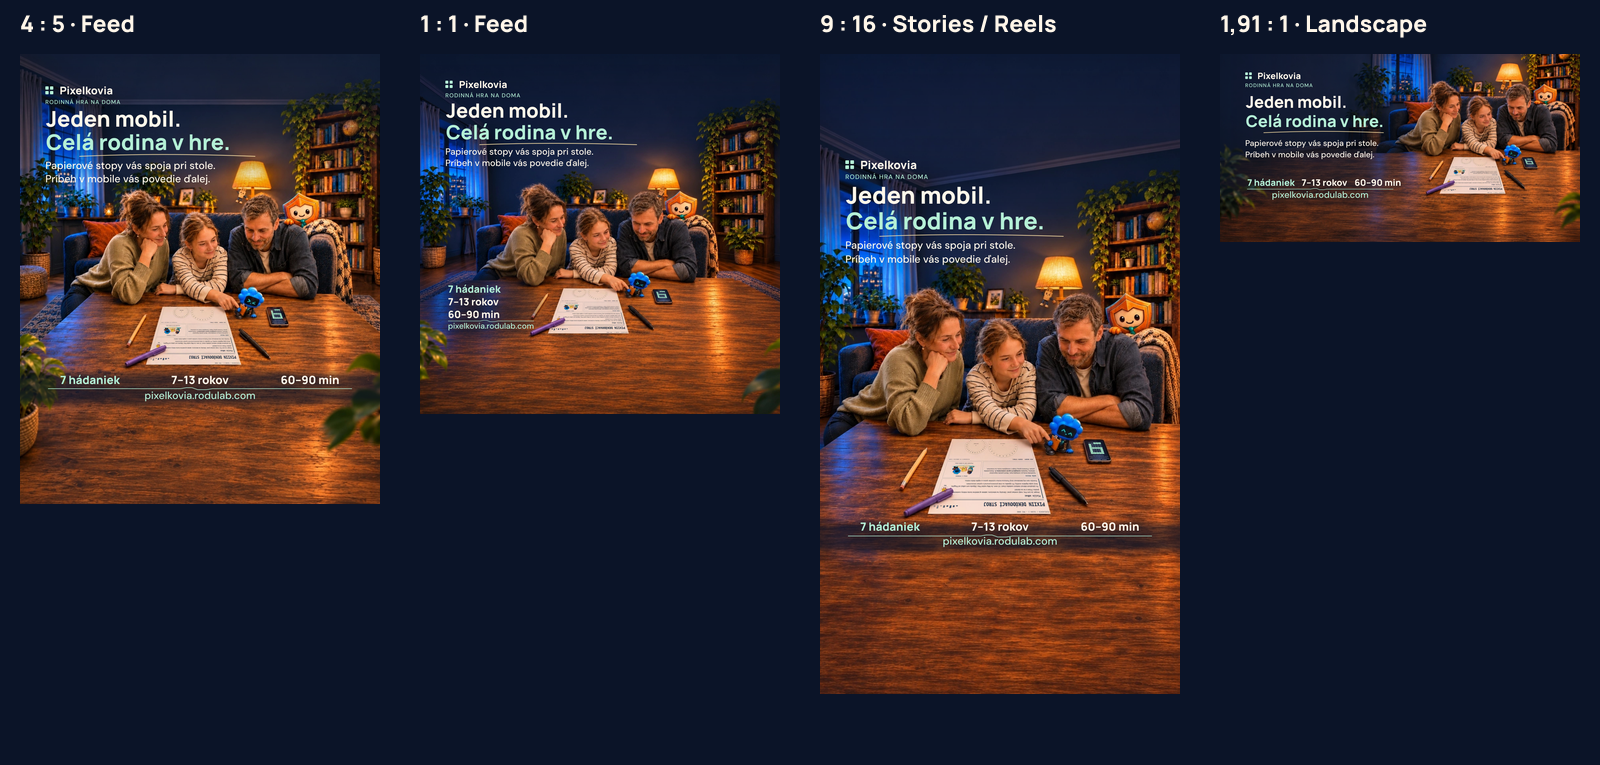 4 : 5 · Feed
Pixelkovia
RODINNÁ HRA NA DOMA
Jeden mobil.
Celá rodina v hre.
Papierové stopy vás spoja pri stole.
Príbeh v mobile vás povedie ďalej.
PIXIIN DEKÓDOVACÍ STROJ
7 hádaniek 7–13 rokov 60–90 min
pixelkovia.rodulab.com
1 : 1 · Feed
Pixelkovia
RODINNÁ HRA NA DOMA
Jeden mobil.
Celá rodina v hre.
Papierové stopy vás spoja pri stole.
Príbeh v mobile vás povedie ďalej.
7 hádaniek
7–13 rokov
60–90 min
pixelkovia.rodulab.com
9 : 16 · Stories / Reels
Pixelkovia
RODINNÁ HRA NA DOMA
Jeden mobil.
Celá rodina v hre.
Papierové stopy vás spoja pri stole.
Príbeh v mobile vás povedie ďalej.
PIXIIN DEKÓDOVACÍ STROJ
7 hádaniek 7–13 rokov 60–90 min
pixelkovia.rodulab.com
1,91 : 1 · Landscape
Pixelkovia
RODINNÁ HRA NA DOMA
Jeden mobil.
Celá rodina v hre.
Papierové stopy vás spoja pri stole.
Príbeh v mobile vás povedie ďalej.
7 hádaniek 7–13 rokov 60–90 min
pixelkovia.rodulab.com